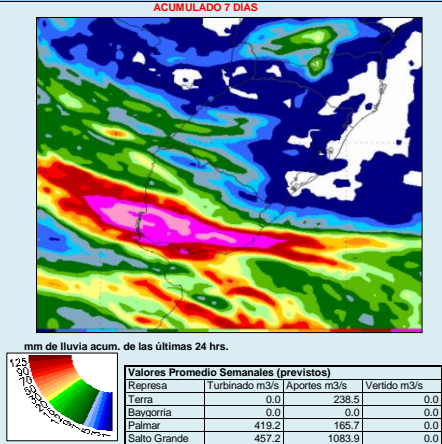 ACUMULADO 7 DÍAS
mm de lluvia acum. de las últimas 24 hrs.
125
90
70
Valores Promedio Semanales (previstos)
Represa Turbinado m3/s Aportes m3/s Vertido m3/s
Terra 0.0 238.5 0.0
Baygorria 0.0 0.0 0.0
Palmar 419.2 165.7 0.0
Salto Grande 457.2 1083.9 0.0